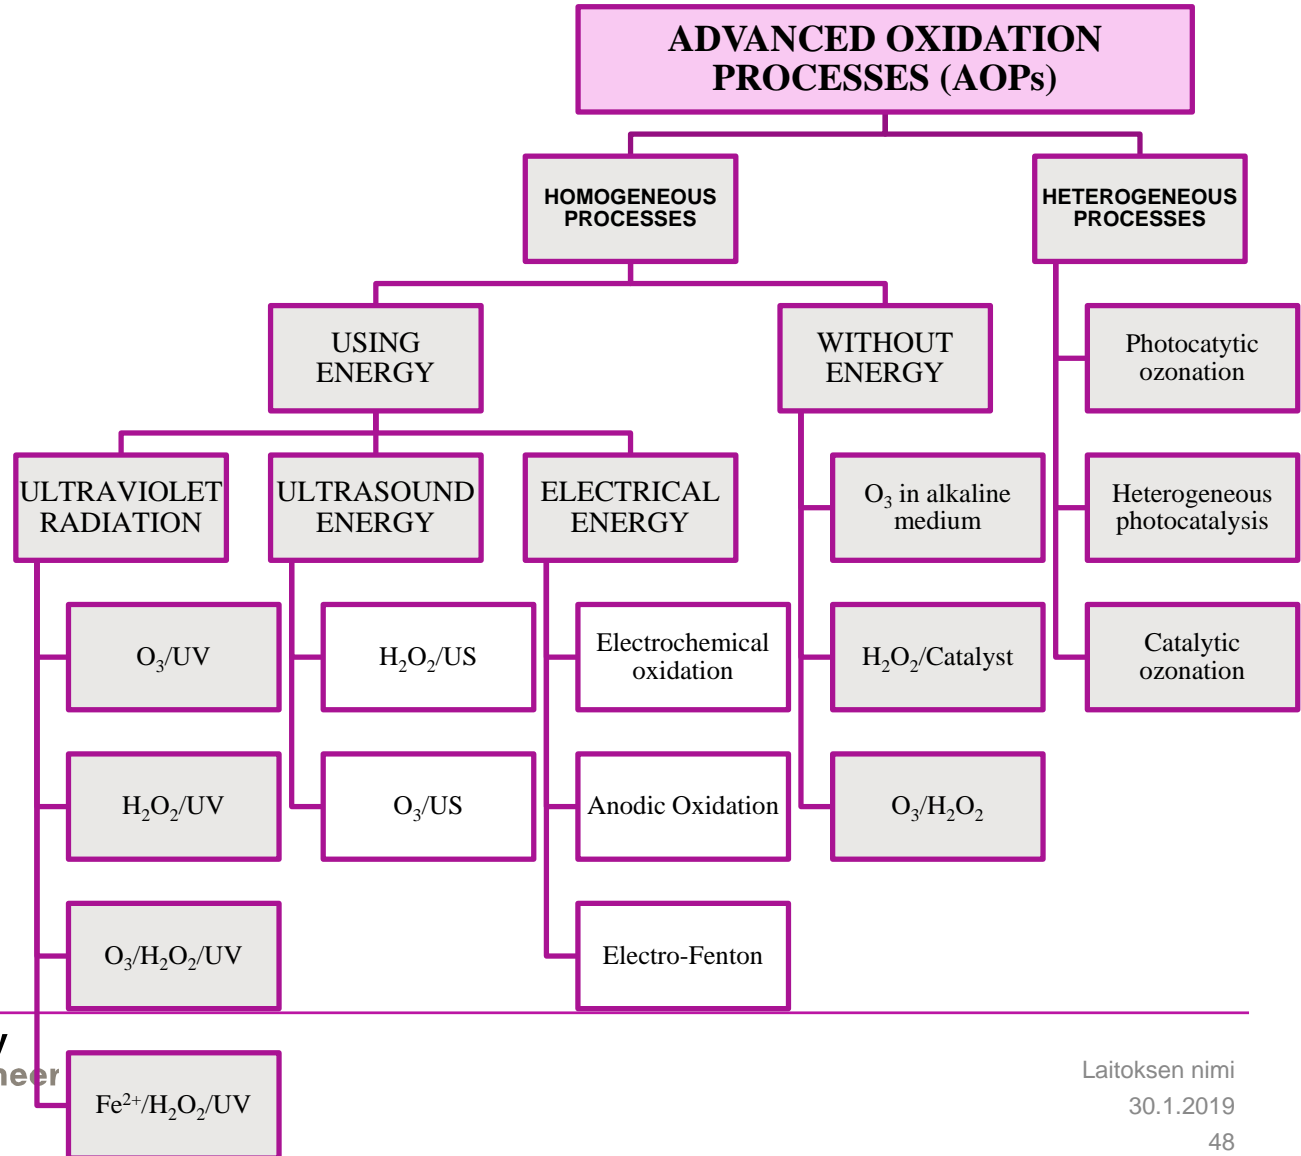 ADVANCED OXIDATION
PROCESSES (AOPs)
HOMOGENEOUS
PROCESSES
HETEROGENEOUS
PROCESSES
USING
ENERGY
WITHOUT
ENERGY
Photocatytic
ozonation
ULTRAVIOLET
RADIATION
ULTRASOUND
ENERGY
ELECTRICAL
ENERGY
O₃ in alkaline
medium
Heterogeneous
photocatalysis
O₃/UV
H₂O₂/US
Electrochemical
oxidation
H₂O₂/Catalyst
Catalytic
ozonation
H₂O₂/UV
O₃/US
Anodic Oxidation
O₃/H₂O₂
O₃/H₂O₂/UV
Electro-Fenton
Fe²⁺/H₂O₂/UV
Laitoksen nimi
30.1.2019
48